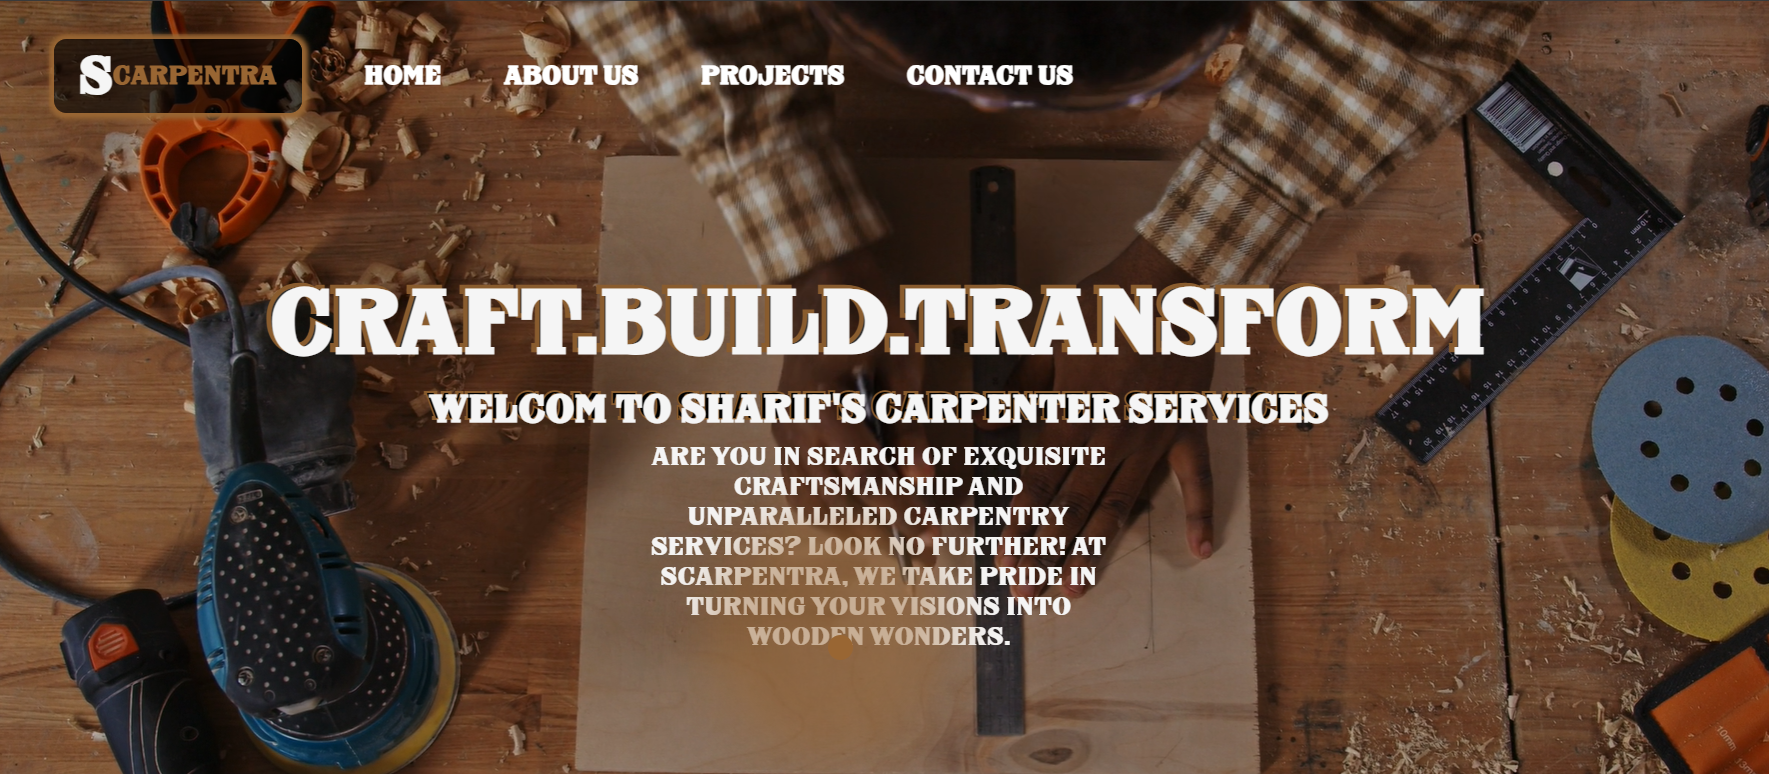 SCARPENTRA
HOME
ABOUT US
PROJECTS
CONTACT US
CRAFT.BUILD.TRANSFORM
WELCOM TO SHARIF'S CARPENTER SERVICES
ARE YOU IN SEARCH OF EXQUISITE
CRAFTSMANSHIP AND
UNPARALLELED CARPENTRY
SERVICES? LOOK NO FURTHER! AT
SCARPENTRA, WE TAKE PRIDE IN
TURNING YOUR VISIONS INTO
WOODEN WONDERS.
10mm